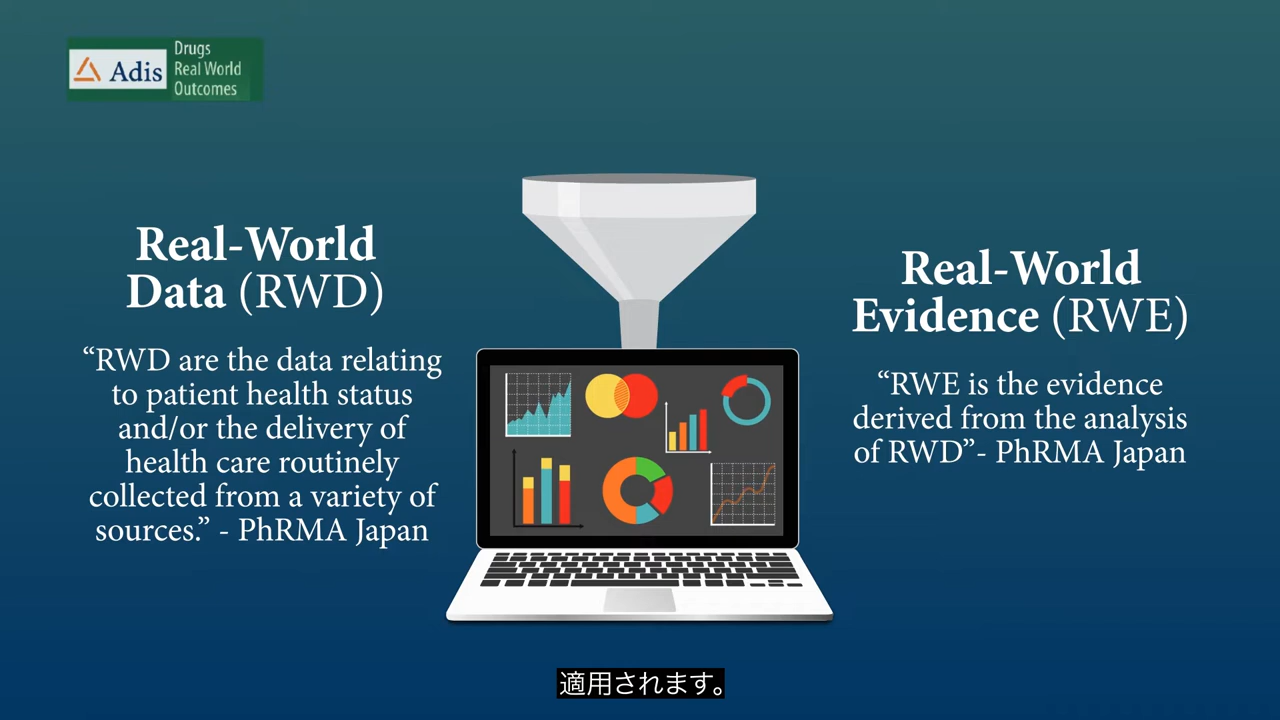 Adis
Drugs
Real World
Outcomes
Real-World
Data (RWD)
“RWD are the data relating
to patient health status
and/or the delivery of
health care routinely
collected from a variety of
sources.” - PhRMA Japan
Real-World
Evidence (RWE)
“RWE is the evidence
derived from the analysis
of RWD”- PhRMA Japan
適用されます。